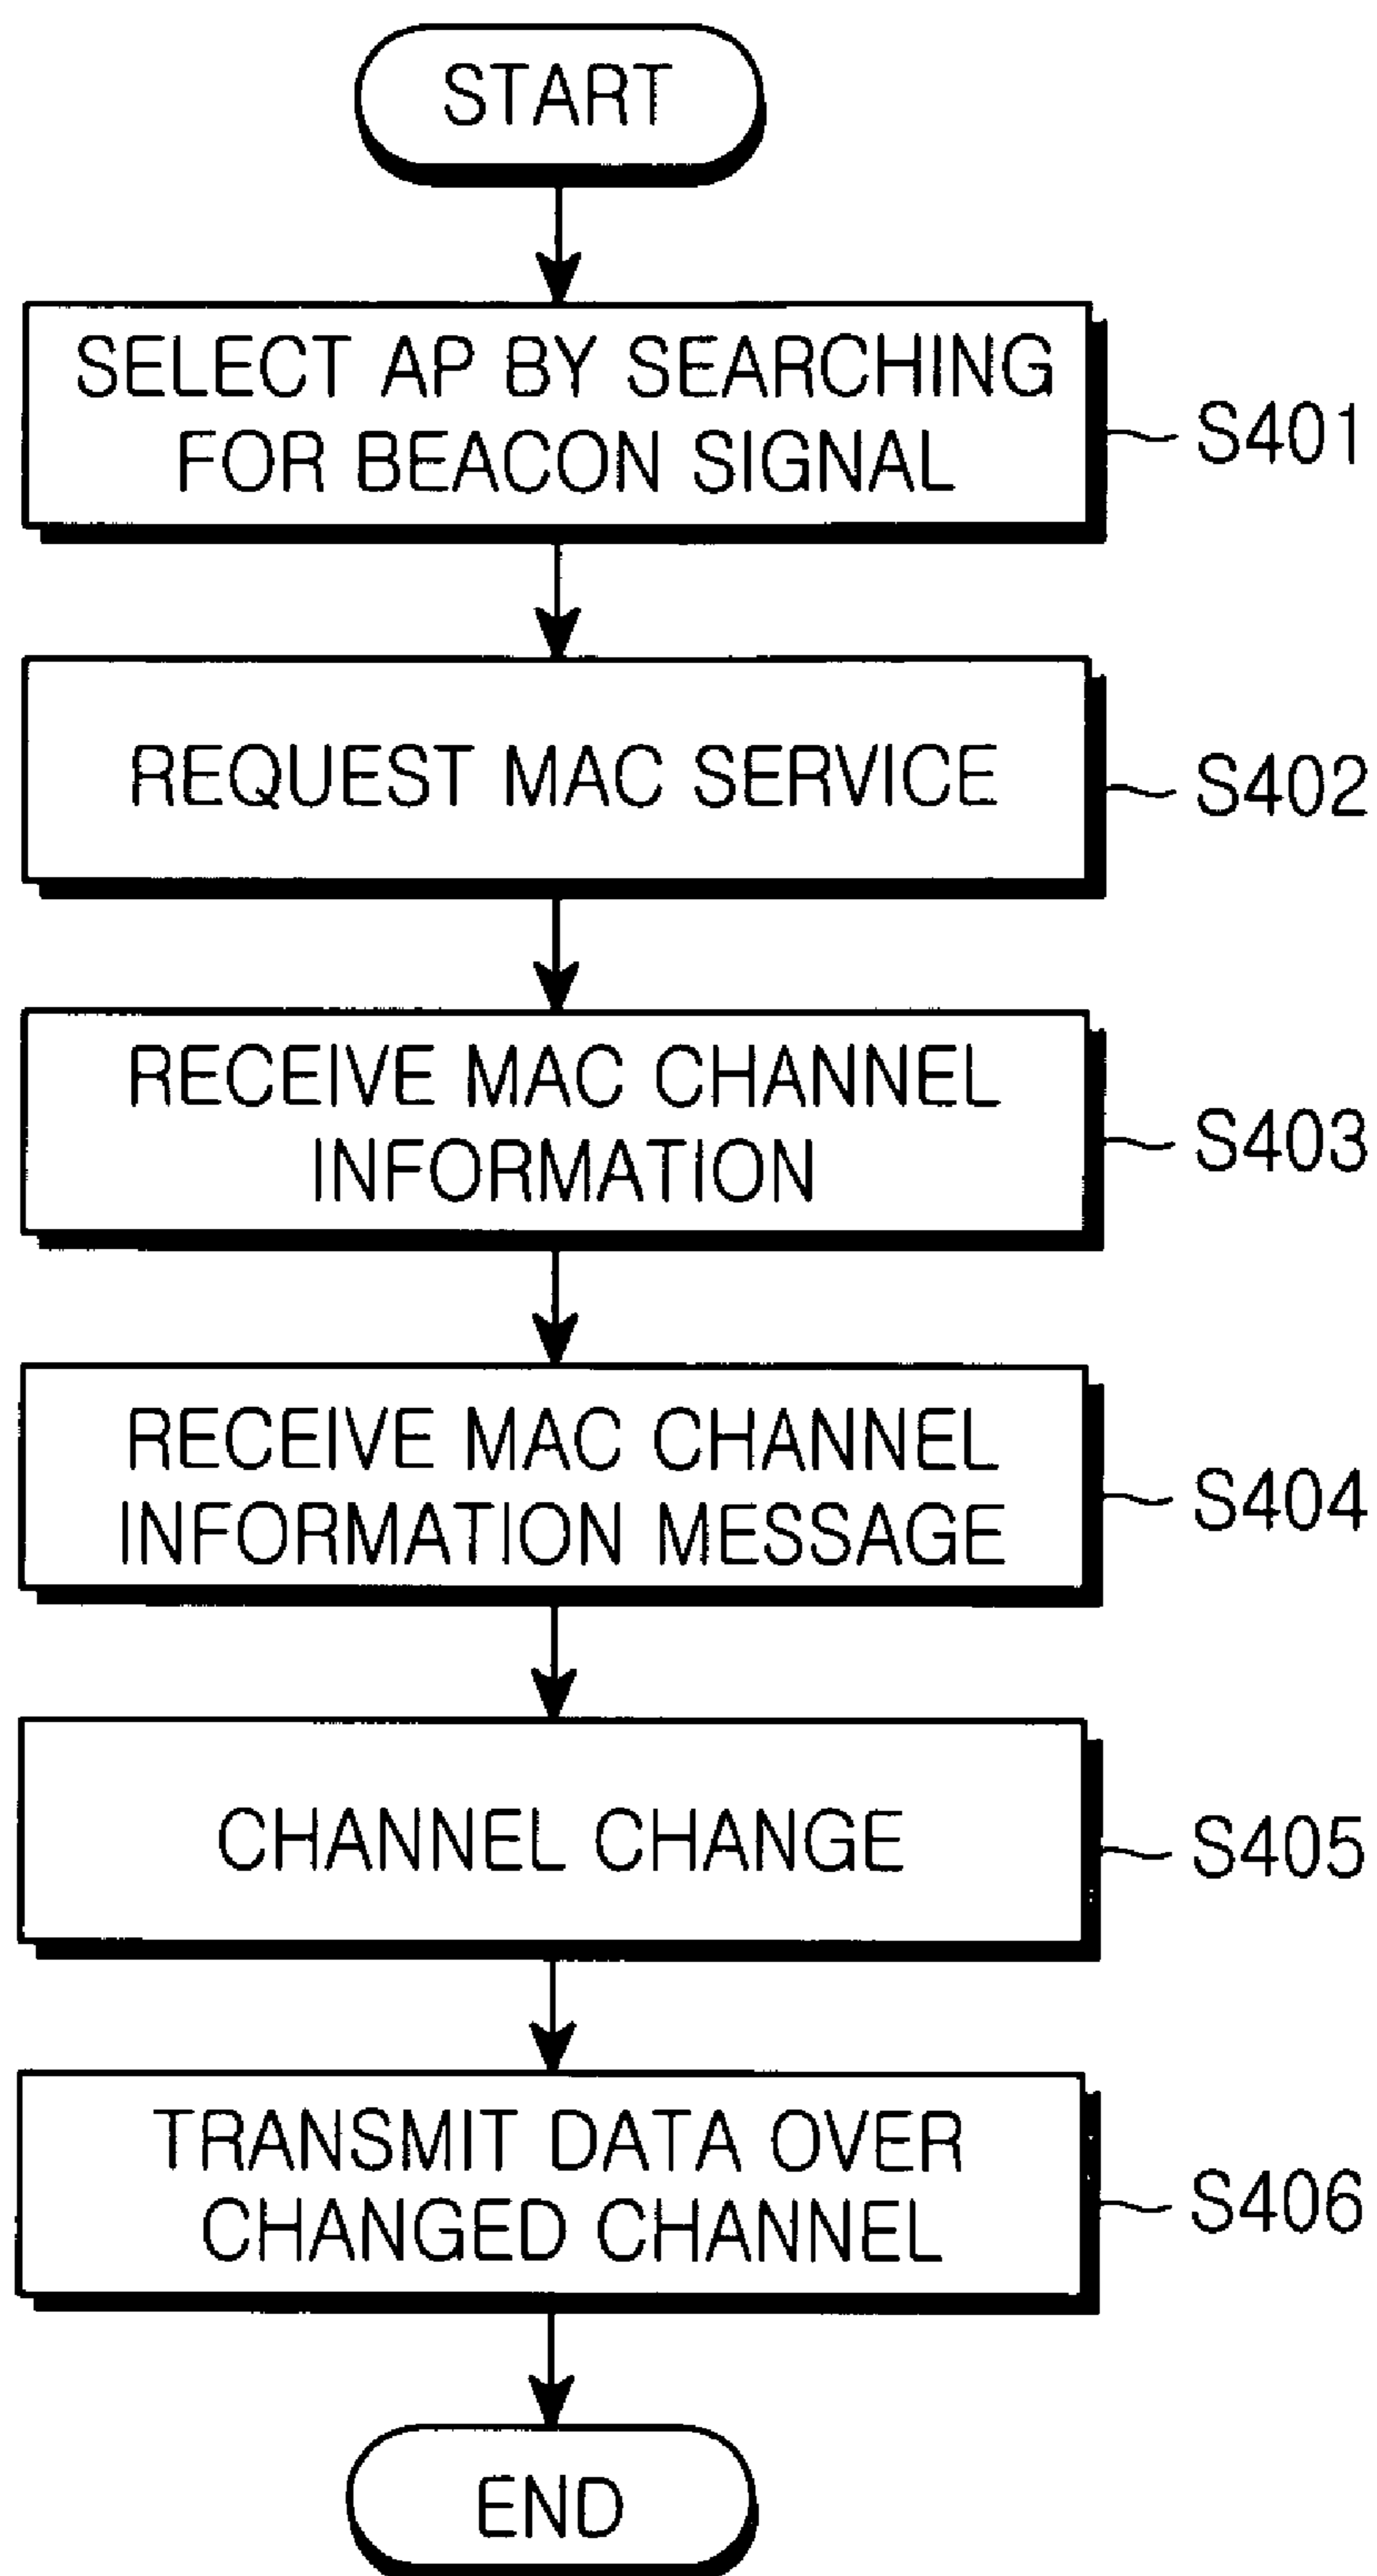 START
SELECT AP BY SEARCHING
FOR BEACON SIGNAL
S401
REQUEST MAC SERVICE
S402
RECEIVE MAC CHANNEL
INFORMATION
S403
RECEIVE MAC CHANNEL
INFORMATION MESSAGE
S404
CHANNEL CHANGE
S405
TRANSMIT DATA OVER
CHANGED CHANNEL
S406
END